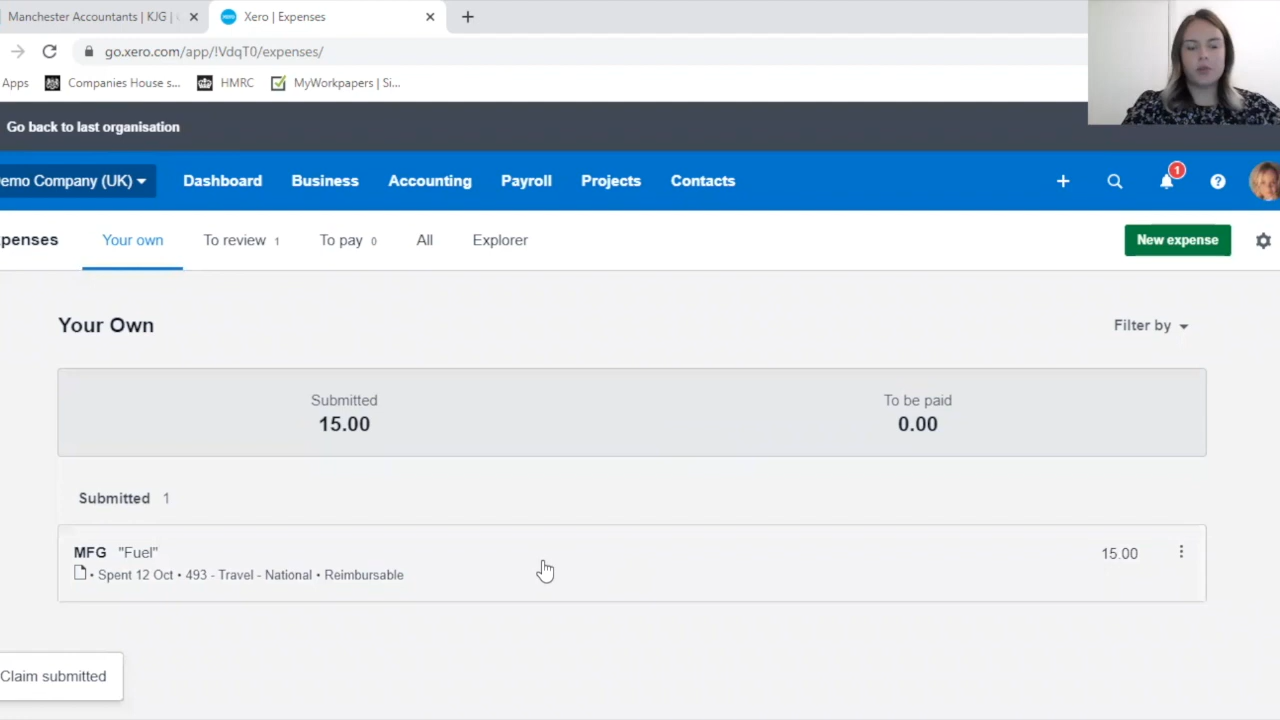 Manchester Accountants | KJG |
Xero | Expenses
go.xero.com/app/!VdqT0/expenses/
Apps
Companies House s...
HMRC
MyWorkpapers | Si...
Go back to last organisation
emo Company (UK)
Dashboard
Business
Accounting
Payroll
Projects
Contacts
1
penses
Your own
To review 1
To pay 0
All
Explorer
New expense
Your Own
Filter by
Submitted
15.00
To be paid
0.00
Submitted 1
MFG "Fuel"
15.00
• Spent 12 Oct • 493 - Travel - National • Reimbursable
Claim submitted